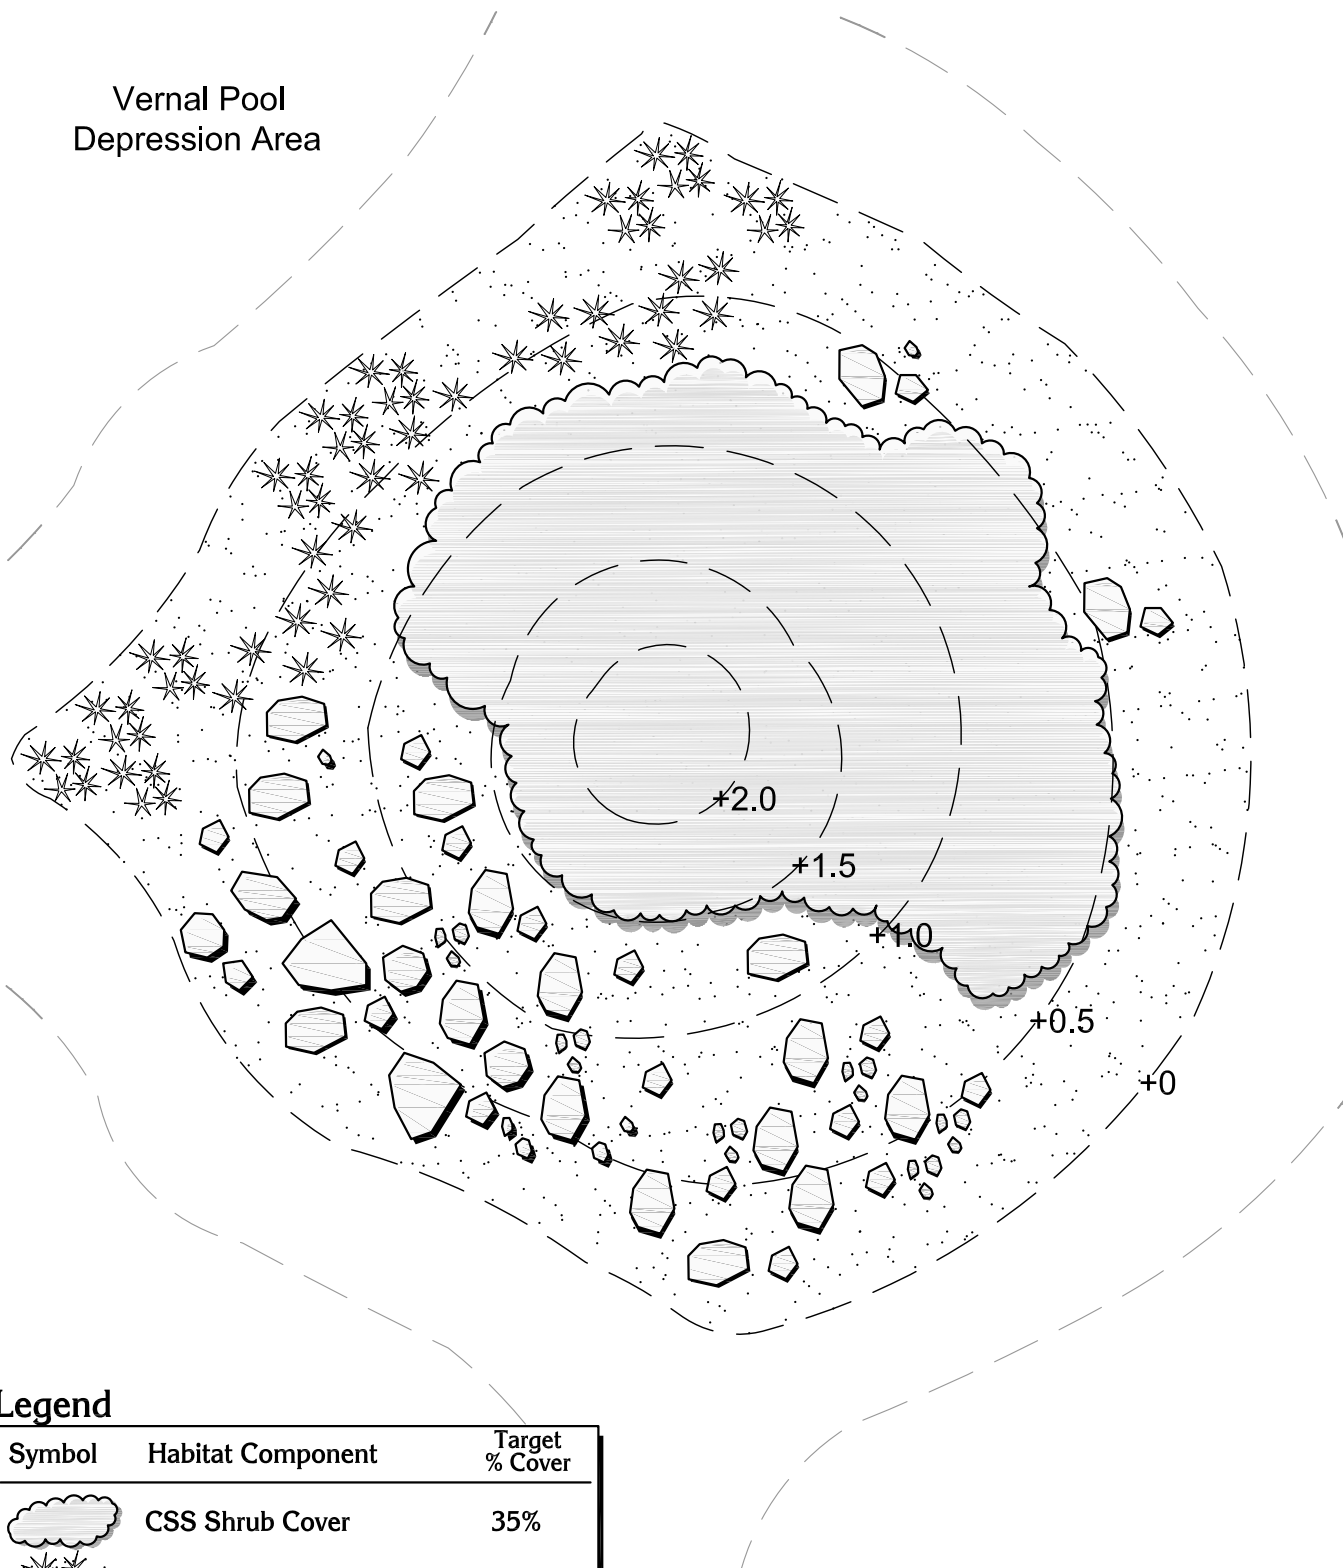 Vernal Pool
Depression Area
+2.0
+1.5
+1.0
+0.5
+0
Legend
Symbol Habitat Component Target % Cover
CSS Shrub Cover 35%